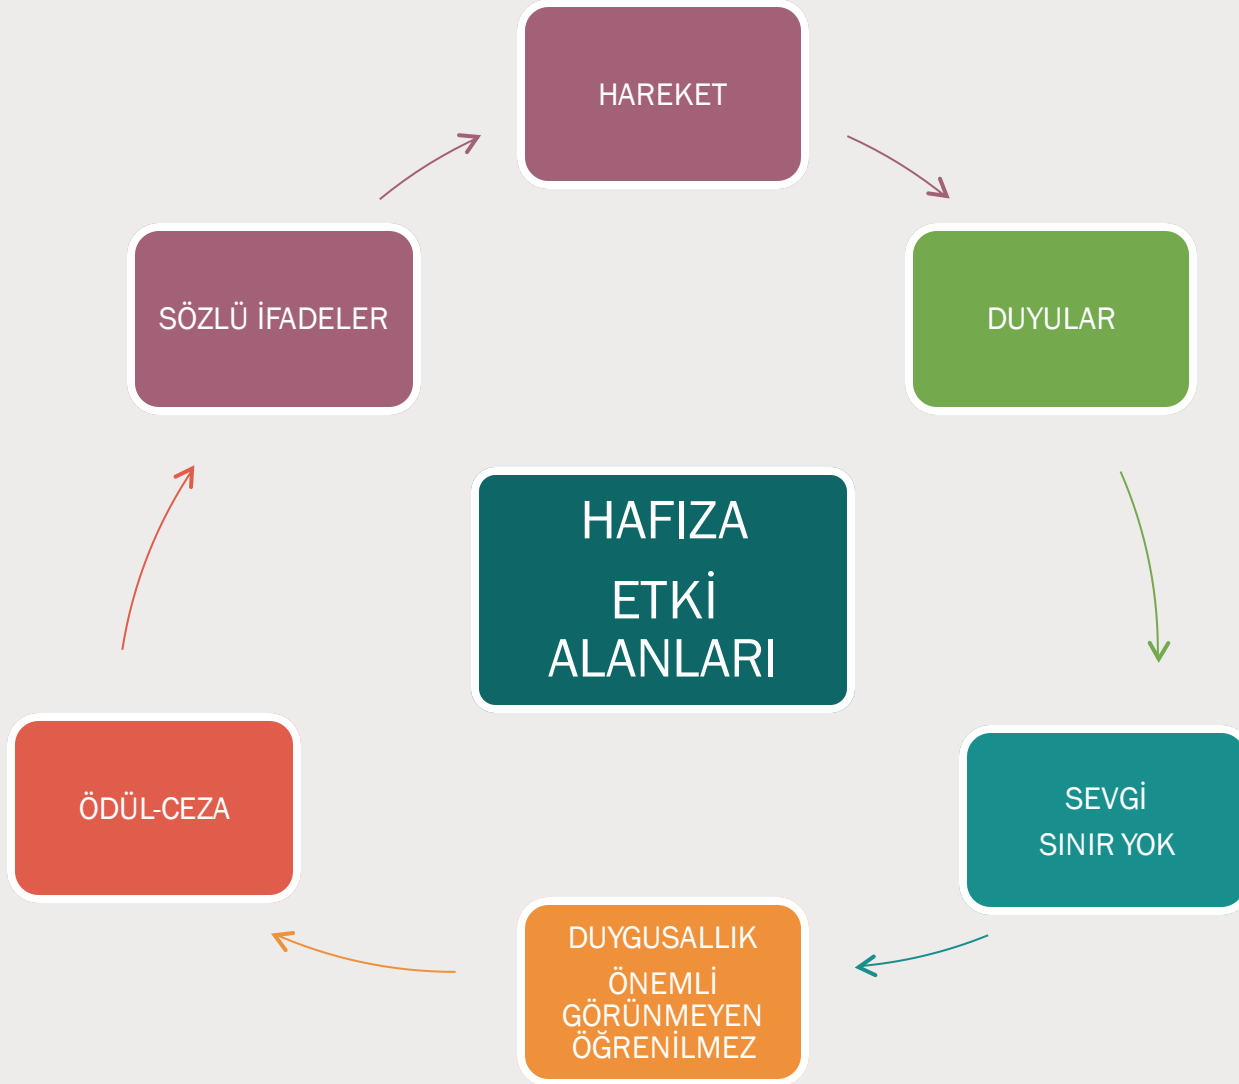 HAREKET
SÖZLÜ İFADELER
DUYULAR
HAFIZA
ETKİ
ALANLARI
ÖDÜL-CEZA
SEVGİ
SINIR YOK
DUYGUSALLIK
ÖNEMLİ
GÖRÜNMEYEN
ÖĞRENİLMEZ